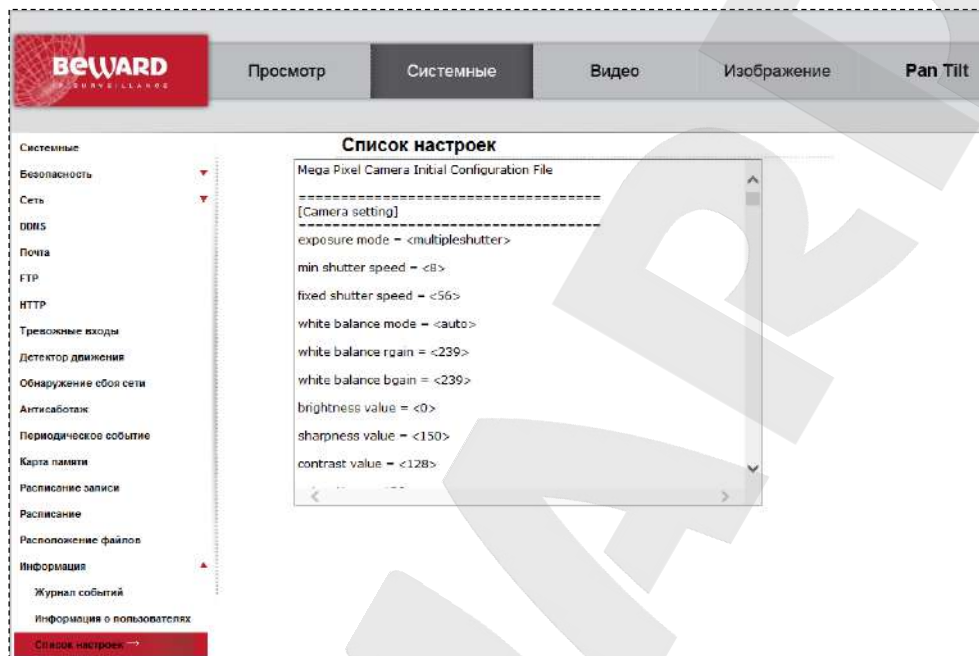 BEWARD
Просмотр
Системные
Видео
Изображение
Pan Tilt
Системные
Безопасность
Сеть
DDNS
Почта
FTP
HTTP
Тревожные входы
Детектор движения
Обнаружение сбоя сети
Антисаботаж
Периодическое событие
Карта памяти
Расписание записи
Расписание
Расположение файлов
Информация
Журнал событий
Информация о пользователях
Список настроек →
Список настроек
Mega Pixel Camera Initial Configuration File
========================================
[Camera setting]
========================================
exposure mode = <multipleshutter>
min shutter speed = <8>
fixed shutter speed = <56>
white balance mode = <auto>
white balance rgain = <239>
white balance bgain = <239>
brightness value = <0>
sharpness value = <150>
contrast value = <128>